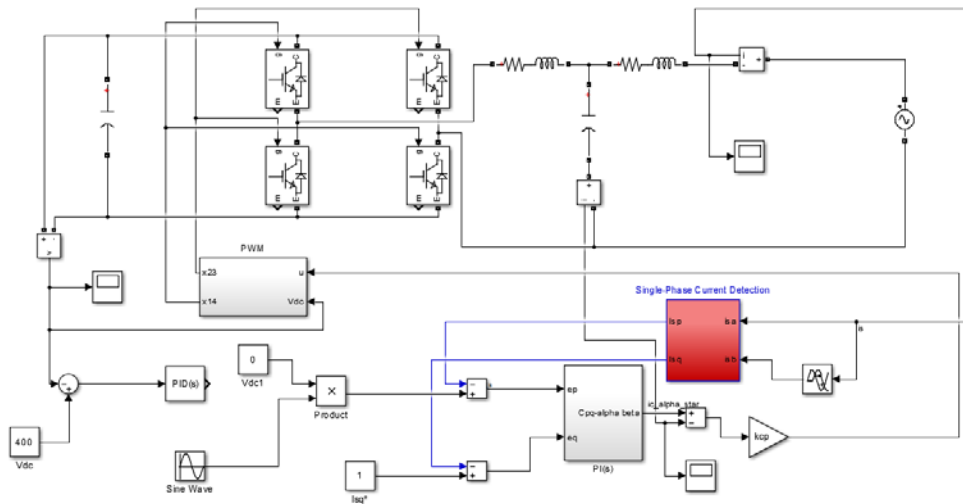 PWM
x23
x14
u
Vdc
Single-Phase Current Detection
Isp
Isq
isa
isb
is
PID(s)
0
Vdc1
Product
400
Vdc
Sine Wave
1
Isq*
ep
eq
Cpq-alpha beta
PI(s)
ic_alpha_star
kcp